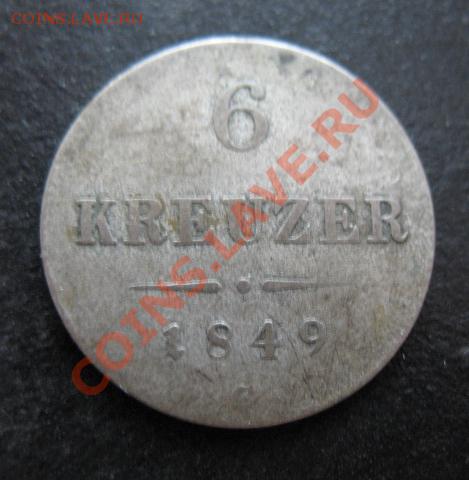 COINS.LAVE.RU
6
KREUZER
1849
C
COINS.LAVE.RU